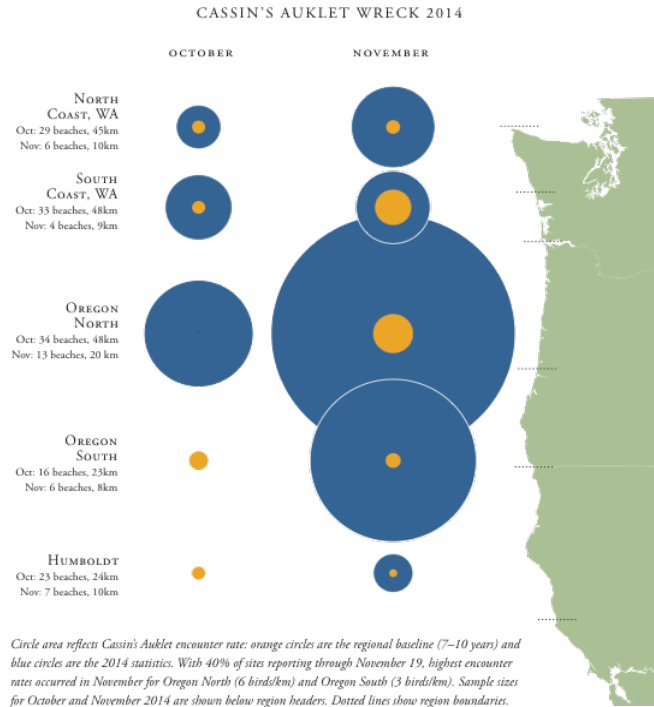 CASSIN'S AUKLET WRECK 2014
OCTOBER NOVEMBER
NORTH
COAST, WA
Oct: 29 beaches, 45km
Nov: 6 beaches, 10km
SOUTH
COAST, WA
Oct: 33 beaches, 48km
Nov: 4 beaches, 9km
OREGON
NORTH
Oct: 34 beaches, 48km
Nov: 13 beaches, 20 km
OREGON
SOUTH
Oct: 16 beaches, 23km
Nov: 6 beaches, 8km
HUMBOLDT
Oct: 23 beaches, 24km
Nov: 7 beaches, 10km
Circle area reflects Cassin's Auklet encounter rate: orange circles are the regional baseline (7–10 years) and
blue circles are the 2014 statistics. With 40% of sites reporting through November 19, highest encounter
rates occurred in November for Oregon North (6 birds/km) and Oregon South (3 birds/km). Sample sizes
for October and November 2014 are shown below region headers. Dotted lines show region boundaries.